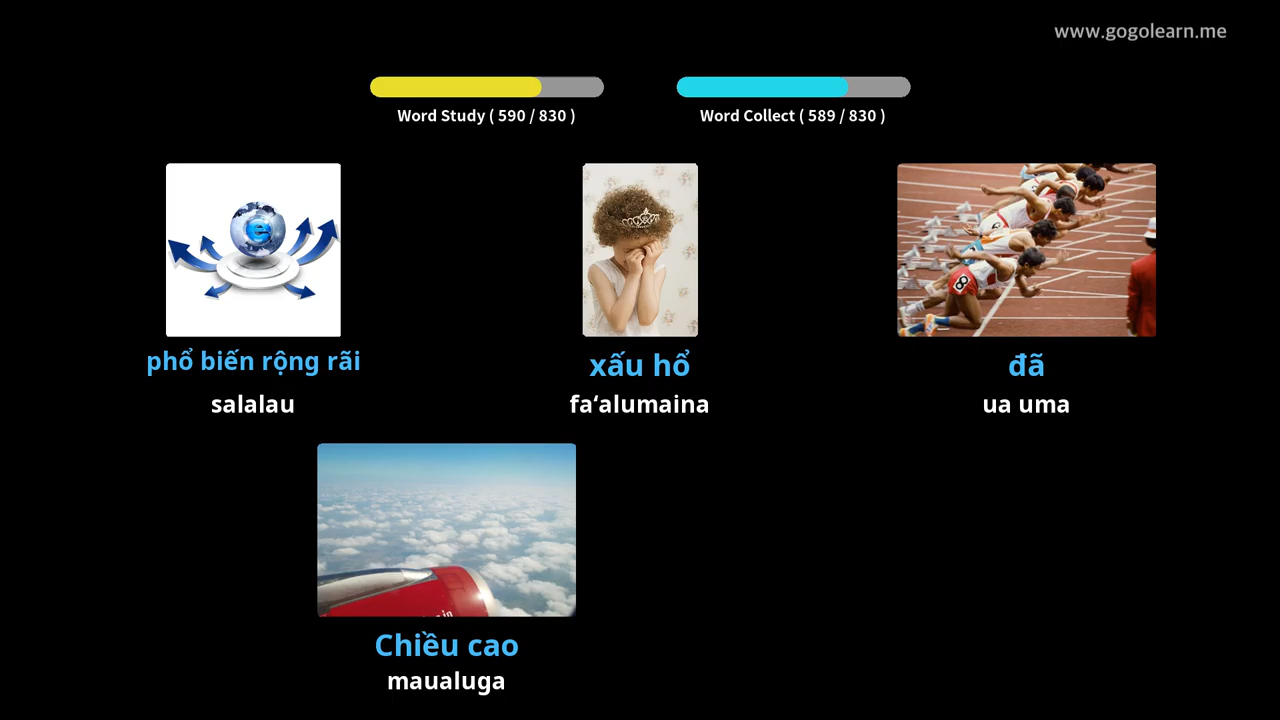 www.gogolearn.me
Word Study ( 590 / 830 )
Word Collect ( 589 / 830 )
phổ biến rộng rãi
salalau
xấu hổ
faʻalumaina
đã
ua uma
Chiều cao
maualuga